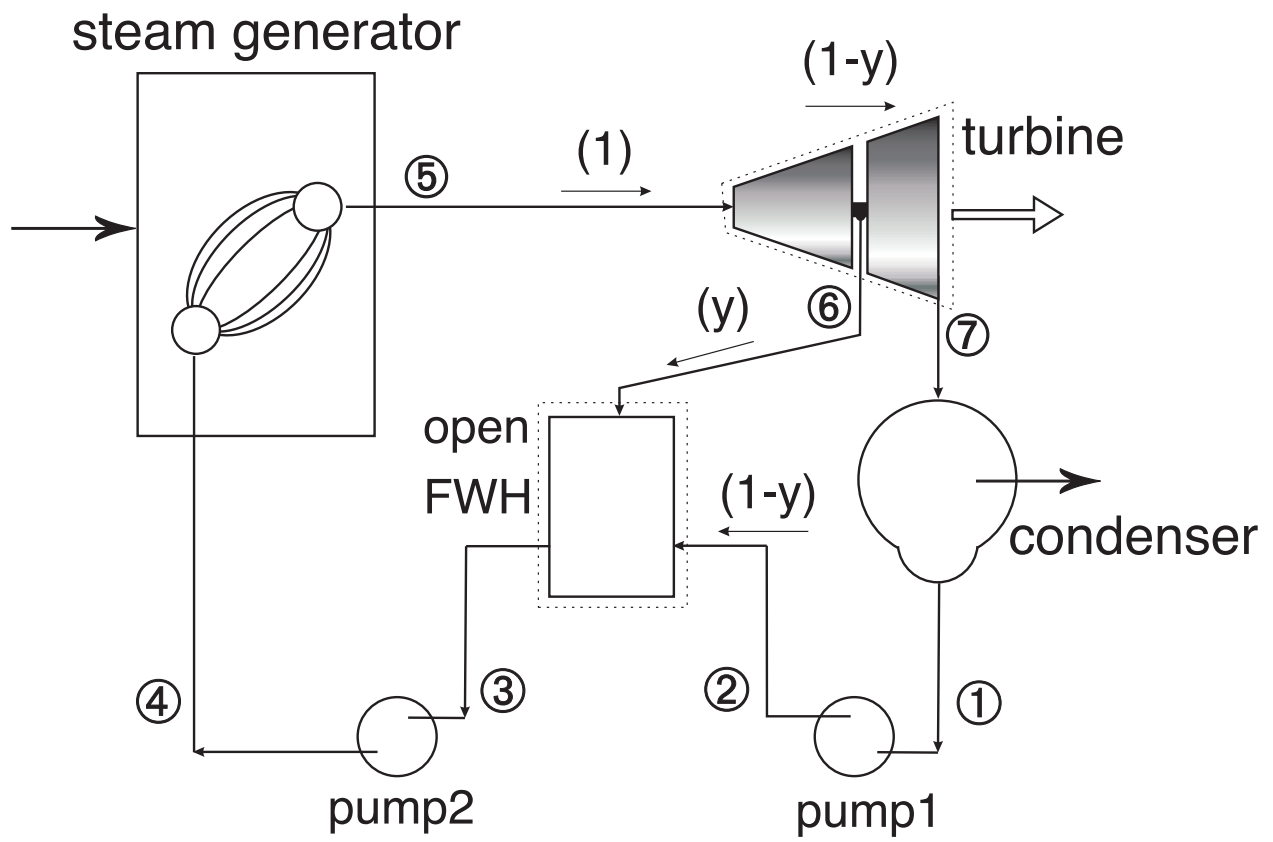 steam generator
(1-y)
turbine
(1)
⑤
⑥
(y)
⑦
open
FWH
(1-y)
condenser
④
③
②
①
pump2
pump1